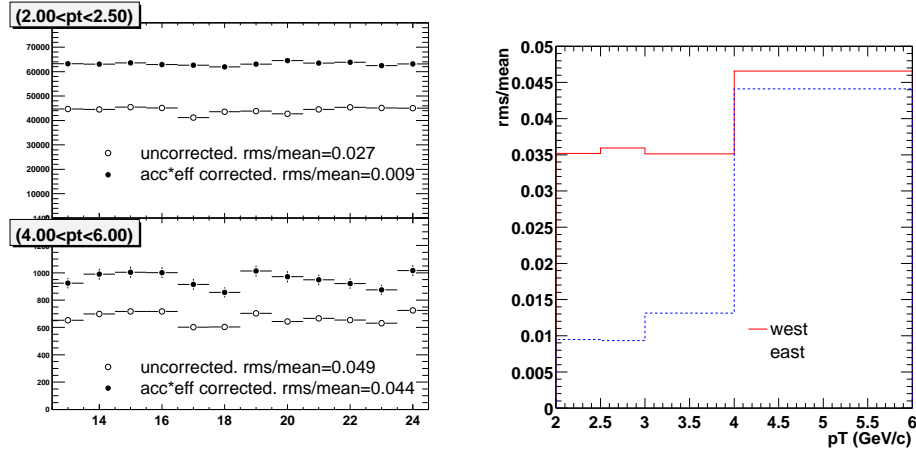 (2.00<pt<2.50)
70000
60000
50000
40000
30000
20000
10000
0
uncorrected. rms/mean=0.027
acc*eff corrected. rms/mean=0.009
(4.00<pt<6.00)
1400
1200
1000
800
600
400
200
0
uncorrected. rms/mean=0.049
acc*eff corrected. rms/mean=0.044
14 16 18 20 22 24
rms/mean
0.05
0.045
0.04
0.035
0.03
0.025
0.02
0.015
0.01
0.005
0
west
east
2 2.5 3 3.5 4 4.5 5 5.5 6
pT (GeV/c)